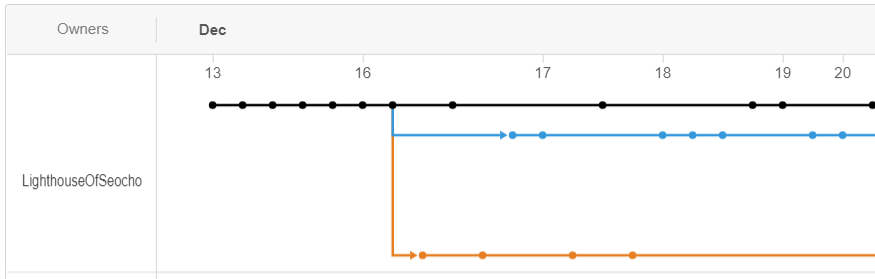 Owners Dec
13 16 17 18 19 20
LighthouseOfSeocho